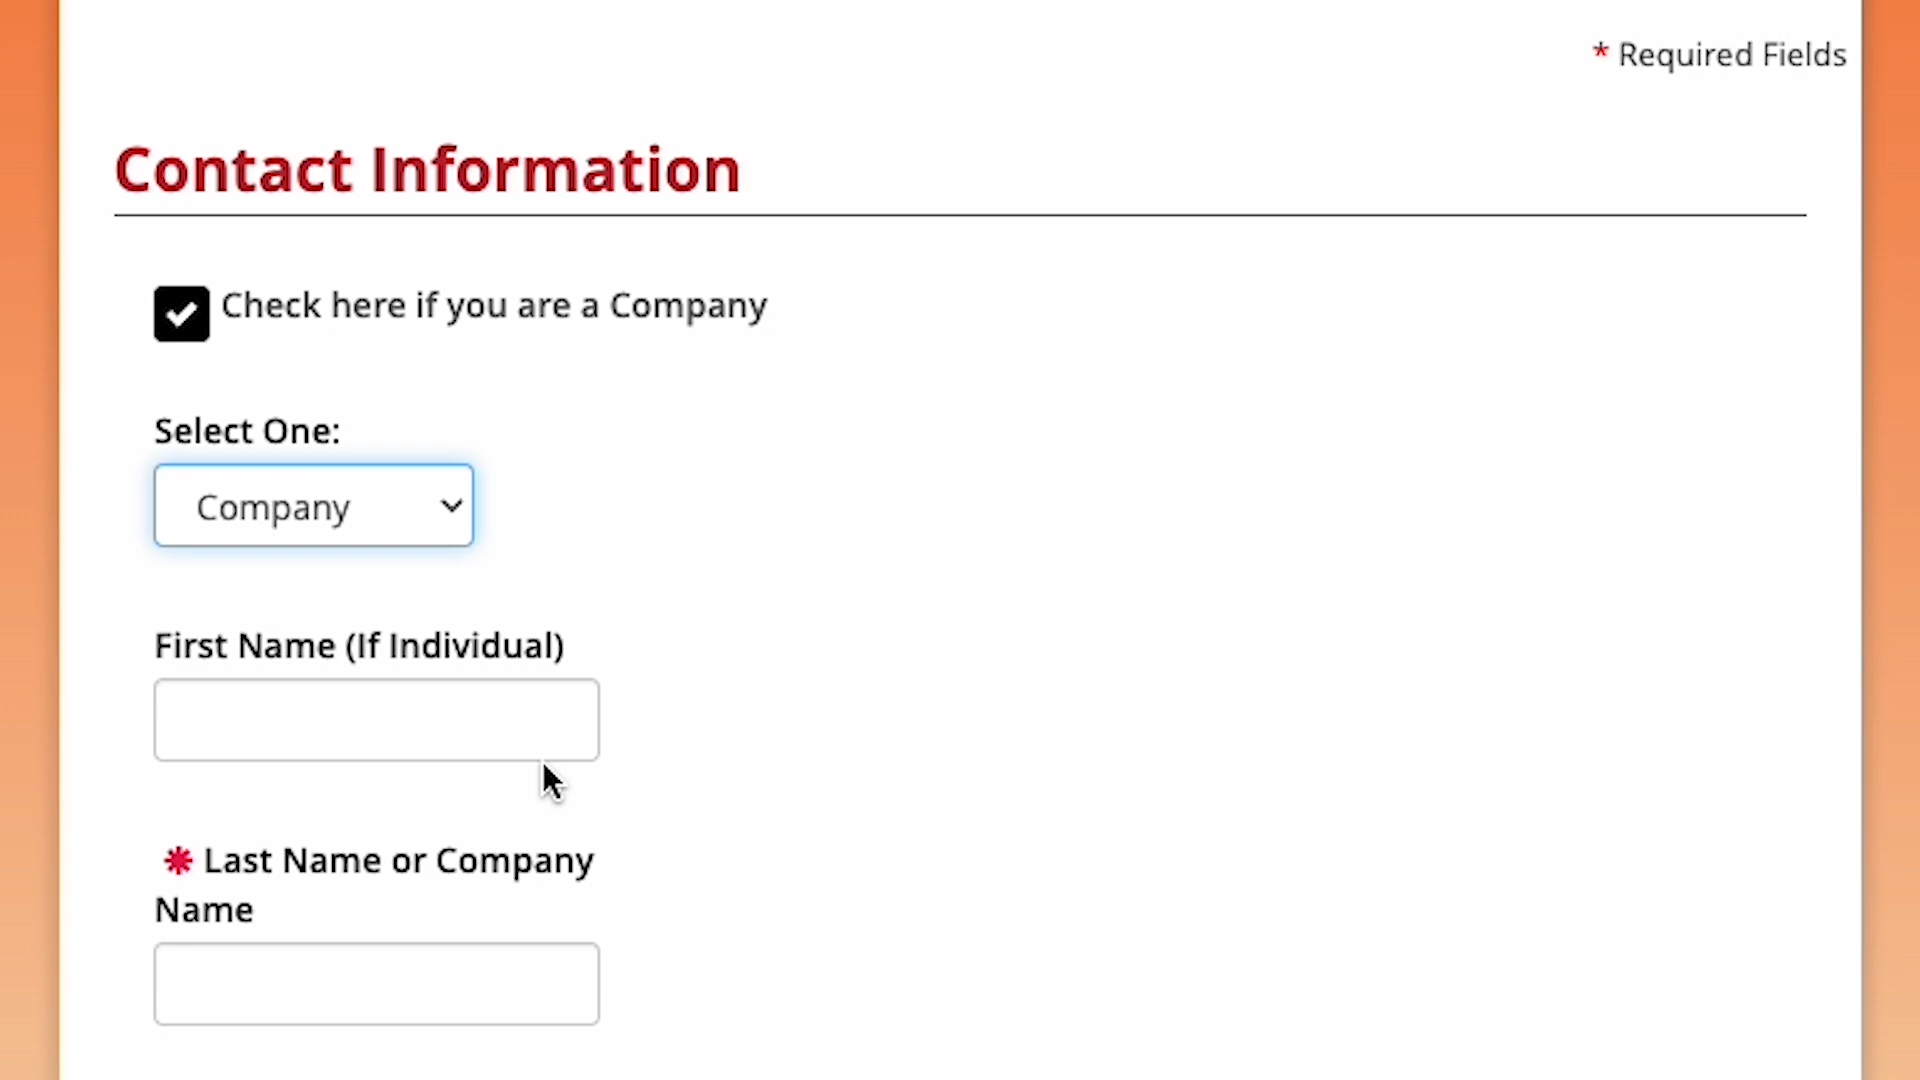 * Required Fields
Contact Information
Check here if you are a Company
Select One:
Company
First Name (If Individual)
* Last Name or Company
Name